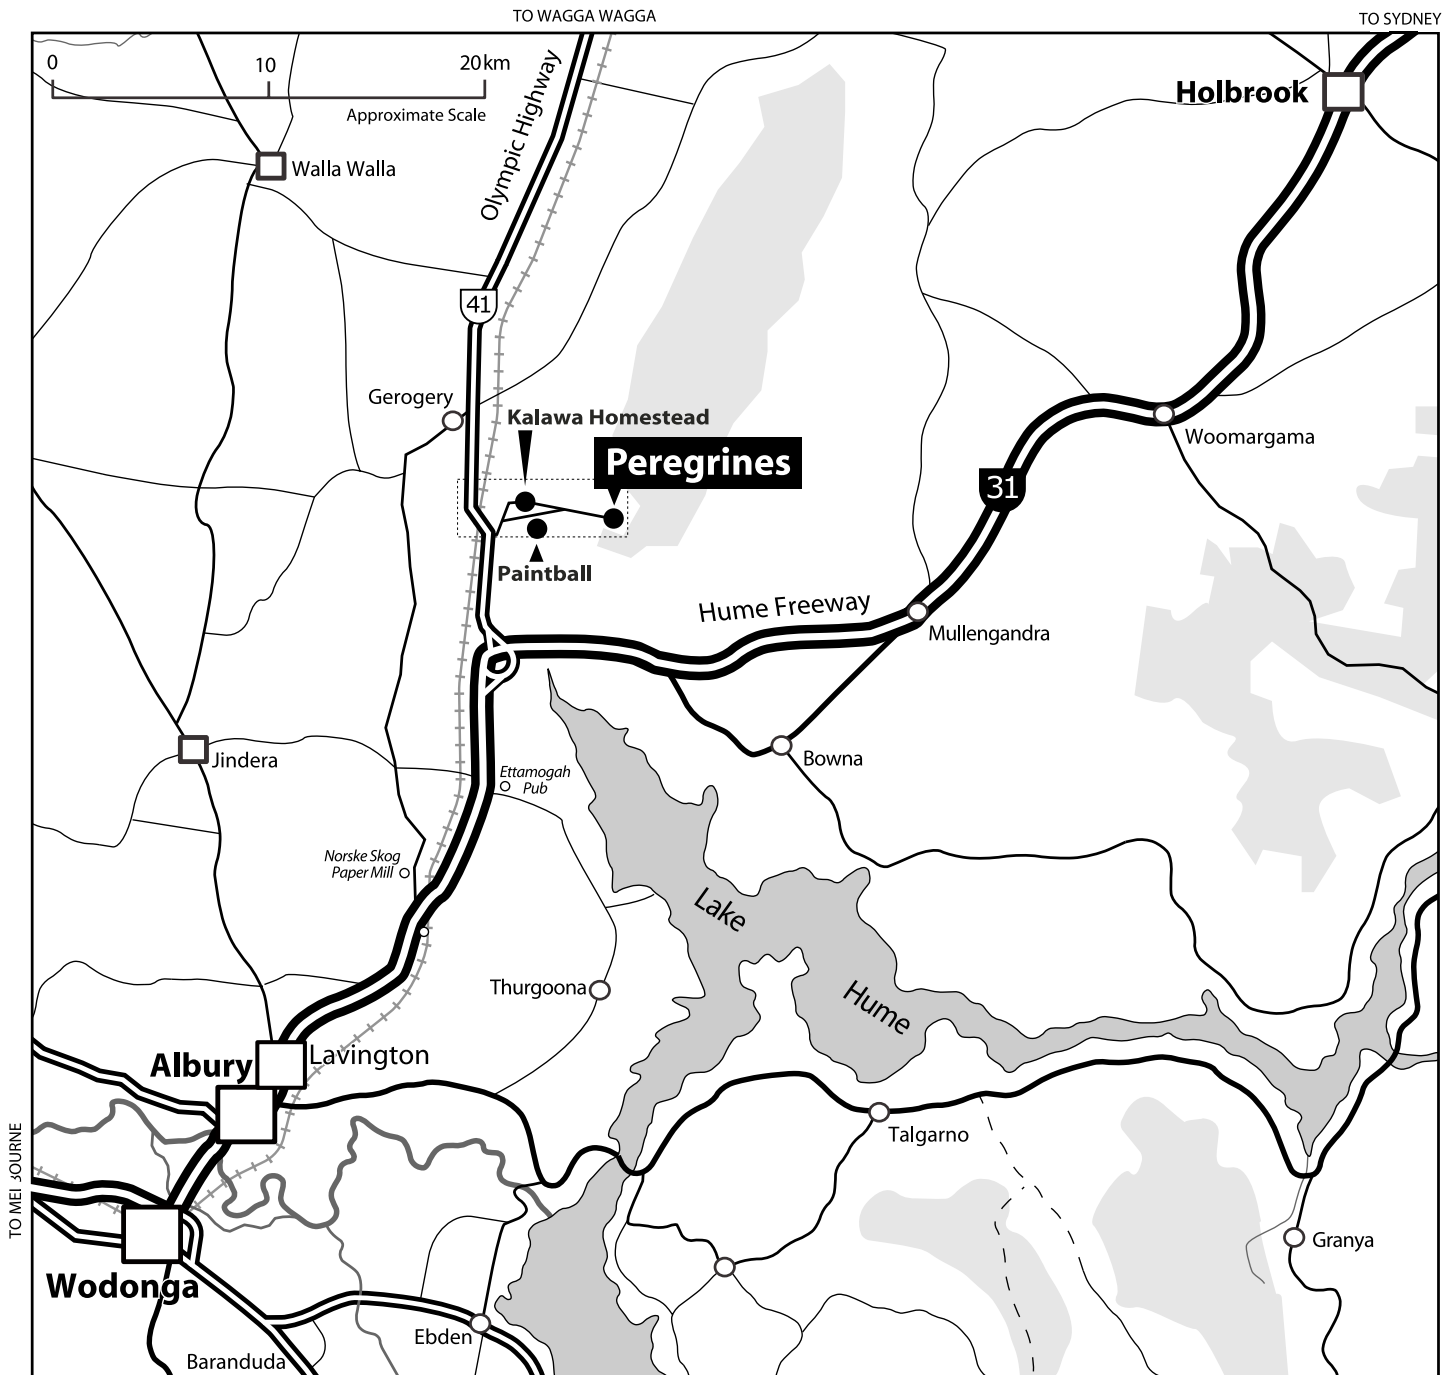 TO WAGGA WAGGA
TO SYDNEY
0 10 20km
Approximate Scale
Olympic Highway
Holbrook
Walla Walla
41
Gerogery
Kalawa Homestead
Peregrines
Woomargama
31
Paintball
Hume Freeway
Mullengandra
Jindera
Bowna
Ettamogah
Pub
Norske Skog
Paper Mill
Lake
Hume
Thurgoona
Lavington
Albury
Talgarno
TO MELBOURNE
Granya
Wodonga
Ebden
Baranduda